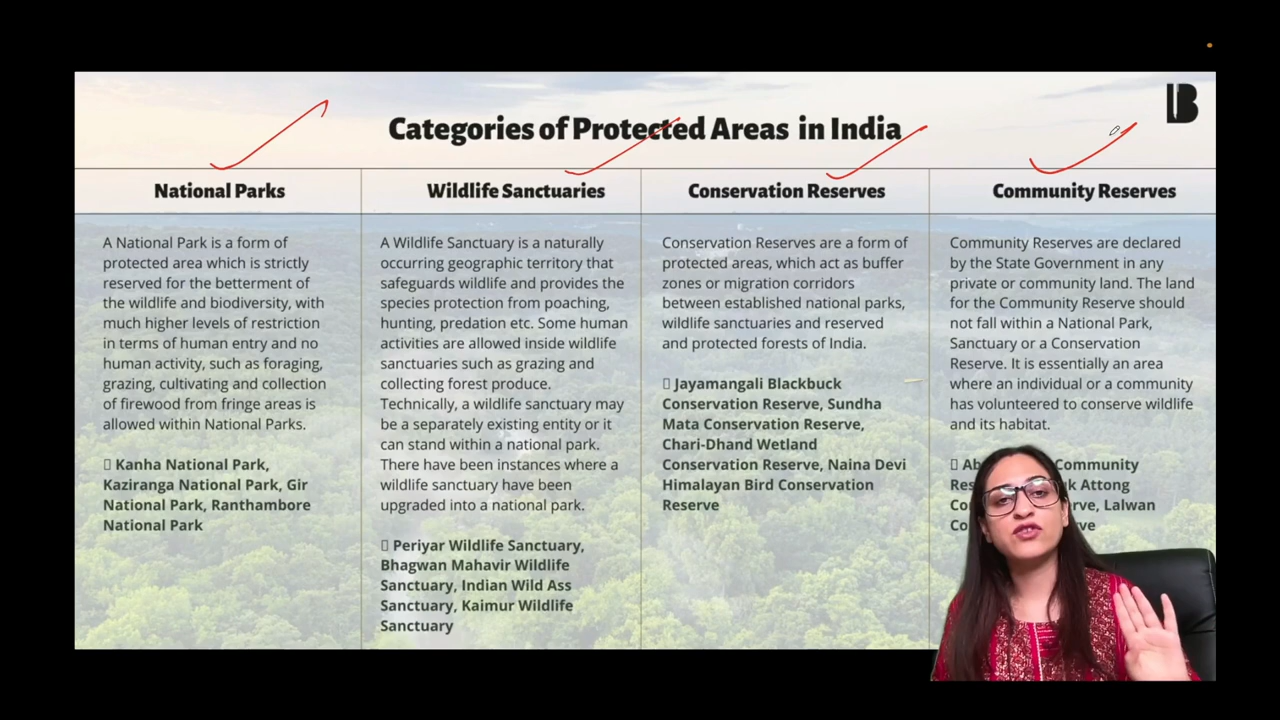 Categories of Protected Areas in India
National Parks
A National Park is a form of
protected area which is strictly
reserved for the betterment of
the wildlife and biodiversity, with
much higher levels of restriction
in terms of human entry and no
human activity, such as foraging,
grazing, cultivating and collection
of firewood from fringe areas is
allowed within National Parks.
Kanha National Park,
Kaziranga National Park, Gir
National Park, Ranthambore
National Park
Wildlife Sanctuaries
A Wildlife Sanctuary is a naturally
occurring geographic territory that
safeguards wildlife and provides the
species protection from poaching,
hunting, predation etc. Some human
activities are allowed inside wildlife
sanctuaries such as grazing and
collecting forest produce.
Technically, a wildlife sanctuary may
be a separately existing entity or it
can stand within a national park.
There have been instances where a
wildlife sanctuary have been
upgraded into a national park.
Periyar Wildlife Sanctuary,
Bhagwan Mahavir Wildlife
Sanctuary, Indian Wild Ass
Sanctuary, Kaimur Wildlife
Sanctuary
Conservation Reserves
Conservation Reserves are a form of
protected areas, which act as buffer
zones or migration corridors
between established national parks,
wildlife sanctuaries and reserved
and protected forests of India.
Jayamangali Blackbuck
Conservation Reserve, Sundha
Mata Conservation Reserve,
Chari-Dhand Wetland
Conservation Reserve, Naina Devi
Himalayan Bird Conservation
Reserve
Community Reserves
Community Reserves are declared
by the State Government in any
private or community land. The land
for the Community Reserve should
not fall within a National Park,
Sanctuary or a Conservation
Reserve. It is essentially an area
where an individual or a community
has volunteered to conserve wildlife
and its habitat.
Community
Attong
Lalwan